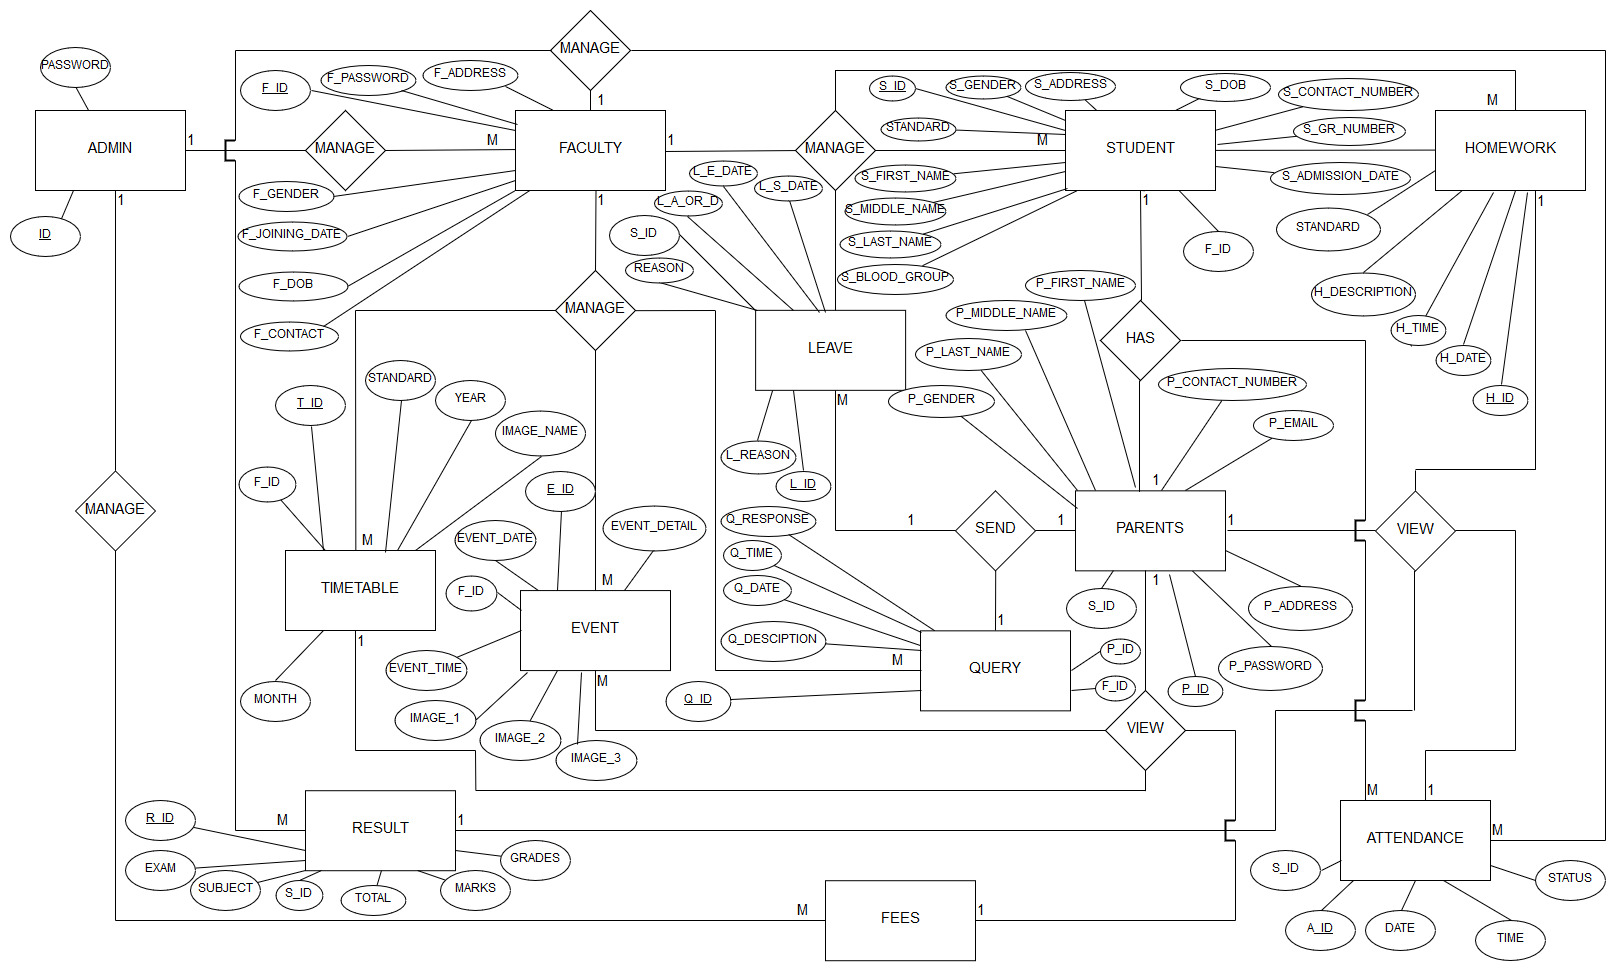 MANAGE
PASSWORD
F_ID
F_PASSWORD
F_ADDRESS
S_ID
S_GENDER
S_ADDRESS
S_DOB
S_CONTACT_NUMBER
1
M
STANDARD
S_GR_NUMBER
ADMIN
1
MANAGE
M
FACULTY
1
MANAGE
M
STUDENT
HOMEWORK
1
F_GENDER
1
L_E_DATE
L_S_DATE
S_FIRST_NAME
S_ADMISSION_DATE
1
1
L_A_OR_D
S_MIDDLE_NAME
ID
F_JOINING_DATE
S_ID
S_LAST_NAME
F_ID
STANDARD
REASON
S_BLOOD_GROUP
F_DOB
P_FIRST_NAME
H_DESCRIPTION
MANAGE
P_MIDDLE_NAME
F_CONTACT
H_TIME
LEAVE
HAS
P_LAST_NAME
H_DATE
STANDARD
P_CONTACT_NUMBER
T_ID
YEAR
M
P_GENDER
H_ID
IMAGE_NAME
P_EMAIL
L_REASON
F_ID
E_ID
L_ID
1
MANAGE
Q_RESPONSE
1
SEND
1
PARENTS
1
VIEW
EVENT_DATE
EVENT_DETAIL
M
Q_TIME
TIMETABLE
F_ID
M
Q_DATE
1
S_ID
P_ADDRESS
EVENT
1
1
Q_DESCIPTION
P_ID
EVENT_TIME
M
QUERY
P_PASSWORD
M
F_ID
P_ID
MONTH
Q_ID
IMAGE_1
IMAGE_2
VIEW
IMAGE_3
M
1
R_ID
M
RESULT
1
ATTENDANCE
M
EXAM
GRADES
S_ID
SUBJECT
S_ID
TOTAL
MARKS
STATUS
M
FEES
1
A_ID
DATE
TIME